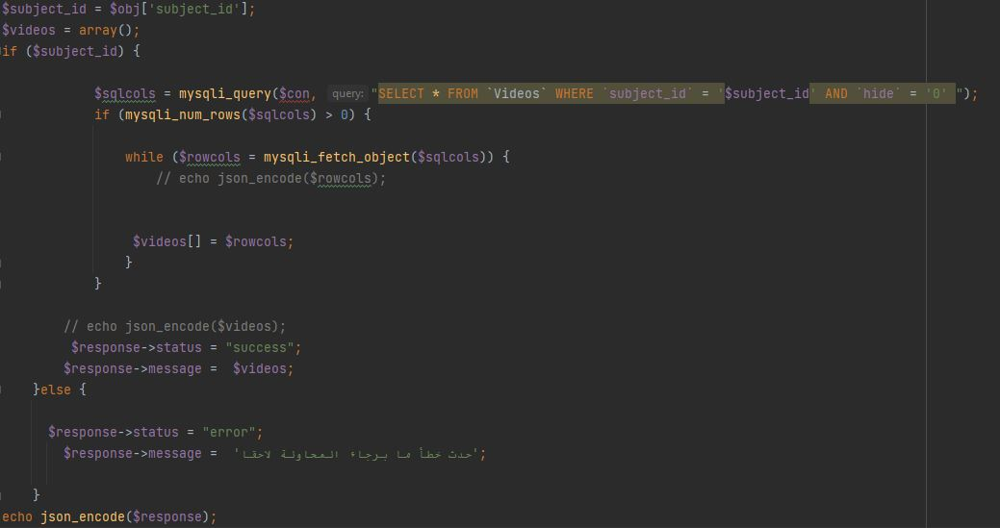 $subject_id = $obj['subject_id'];
$videos = array();
if ($subject_id) {
$sqlcols = mysqli_query($con, query: "SELECT * FROM `Videos` WHERE `subject_id` = '$subject_id' AND `hide` = '0' ");
if (mysqli_num_rows($sqlcols) > 0) {
while ($rowcols = mysqli_fetch_object($sqlcols)) {
// echo json_encode($rowcols);
$videos[] = $rowcols;
}
}
// echo json_encode($videos);
$response->status = "success";
$response->message = $videos;
}else {
$response->status = "error";
$response->message = 'حدث خطأ ما برجاء المحاونة لاحقا';
}
echo json_encode($response);